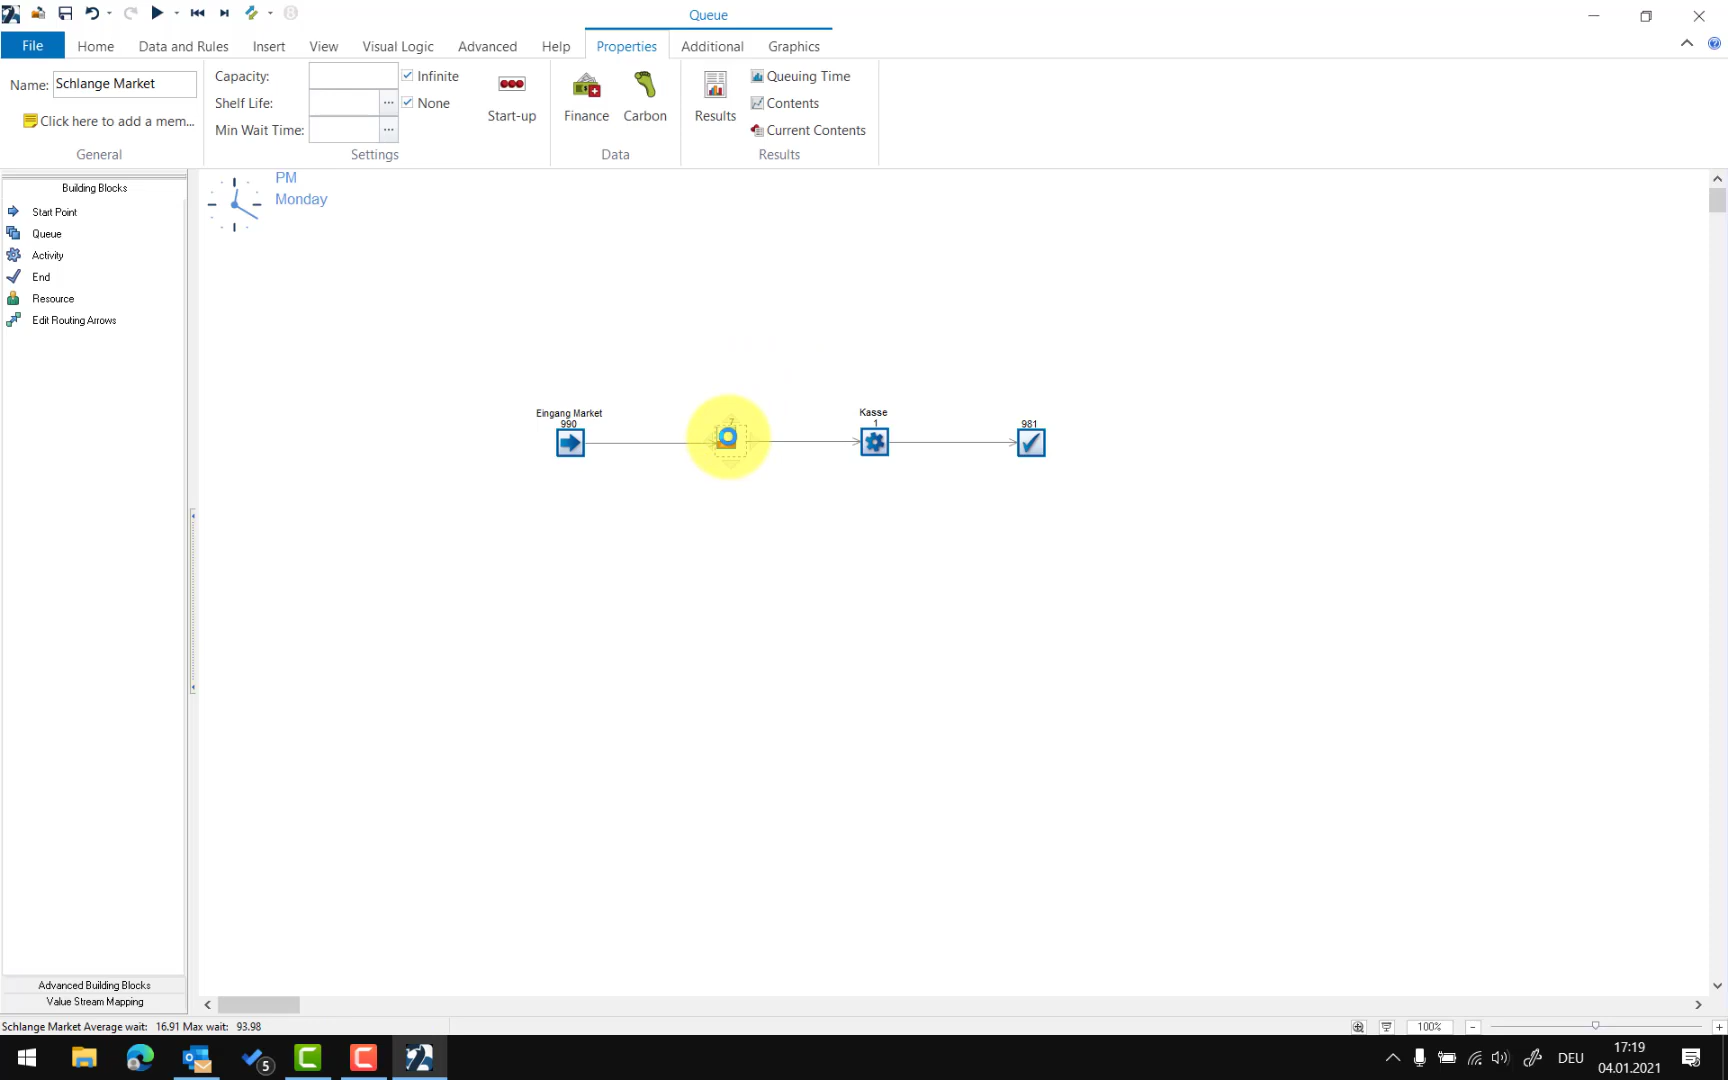 Queue
File
Home
Data and Rules
Insert
View
Visual Logic
Advanced
Help
Properties
Additional
Graphics
Name:
Schlange Market
Click here to add a mem...
General
Capacity:
Infinite
Shelf Life:
...
None
Min Wait Time:
...
Settings
Start-up
Finance
Carbon
Data
Results
Queuing Time
Contents
Current Contents
Results
Building Blocks
Start Point
Queue
Activity
End
Resource
Edit Routing Arrows
Advanced Building Blocks
Value Stream Mapping
PM
Monday
Eingang Market
990
7
Kasse
1
981
Schlange Market Average wait: 16.91 Max wait: 93.98
100%
5
DEU
17:19
04.01.2021